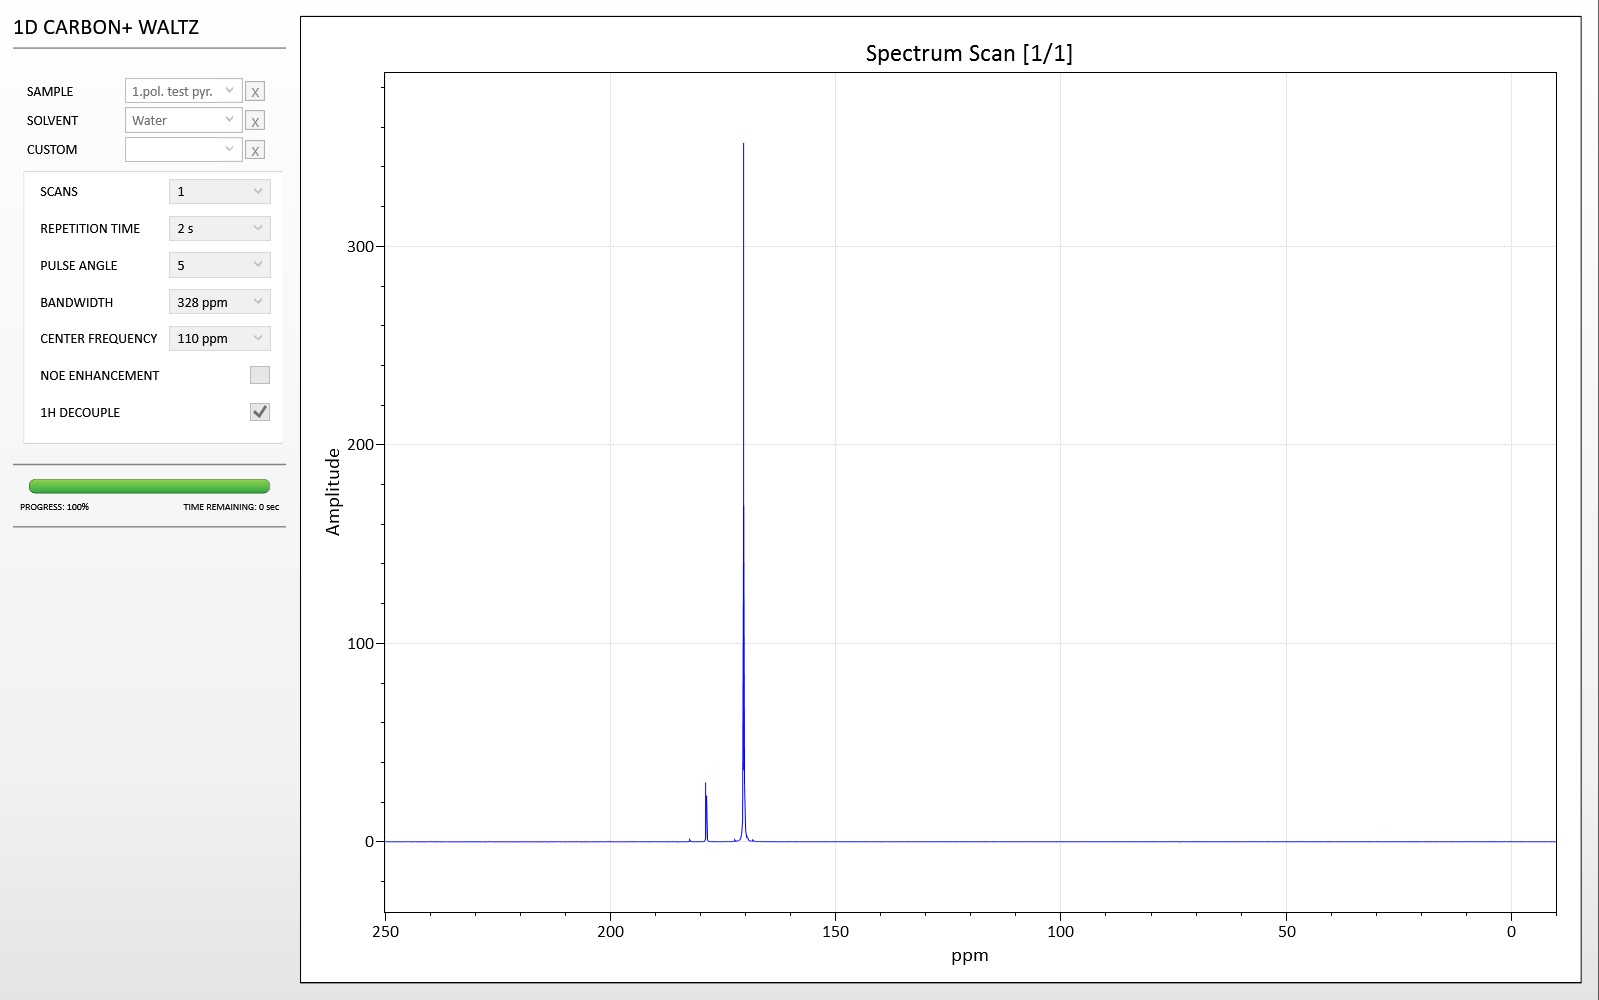 1D CARBON+ WALTZ
SAMPLE 1.pol. test pyr. X
SOLVENT Water X
CUSTOM X
SCANS 1
REPETITION TIME 2 s
PULSE ANGLE 5
BANDWIDTH 328 ppm
CENTER FREQUENCY 110 ppm
NOE ENHANCEMENT
1H DECOUPLE
PROGRESS: 100% TIME REMAINING: 0 sec
Spectrum Scan [1/1]
Amplitude
300
200
100
0
250 200 150 100 50 0
ppm